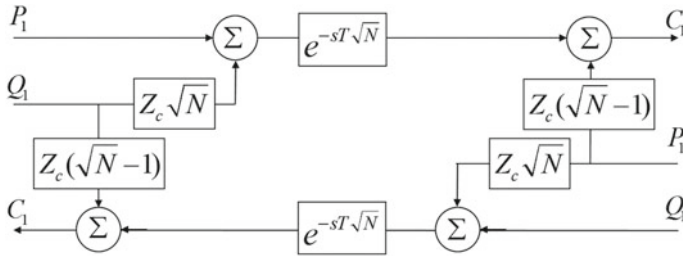 P₁ Σ e^{-sT√N} Σ C₁
Q₁ Z_c√N Z_c(√N −1)
Z_c(√N −1) Z_c√N P₁
C₁ Σ e^{-sT√N} Σ Q₁